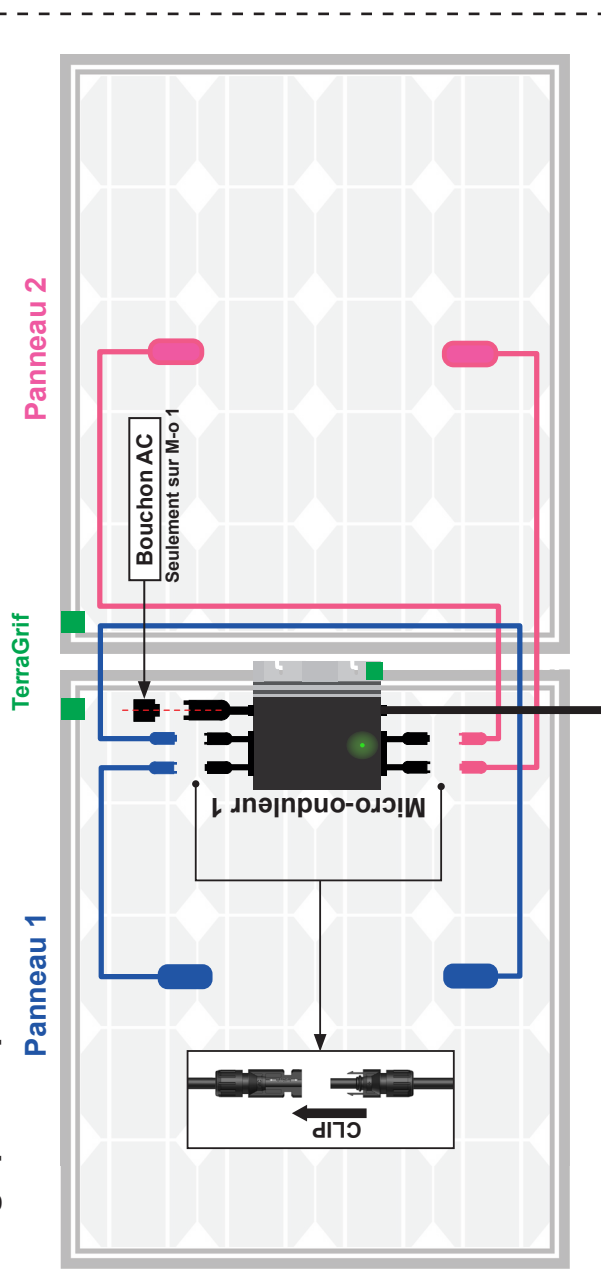 Panneau 1
TerraGrif
Panneau 2
Bouchon AC
Seulement sur M-o 1
Micro-onduleur 1
CLIP